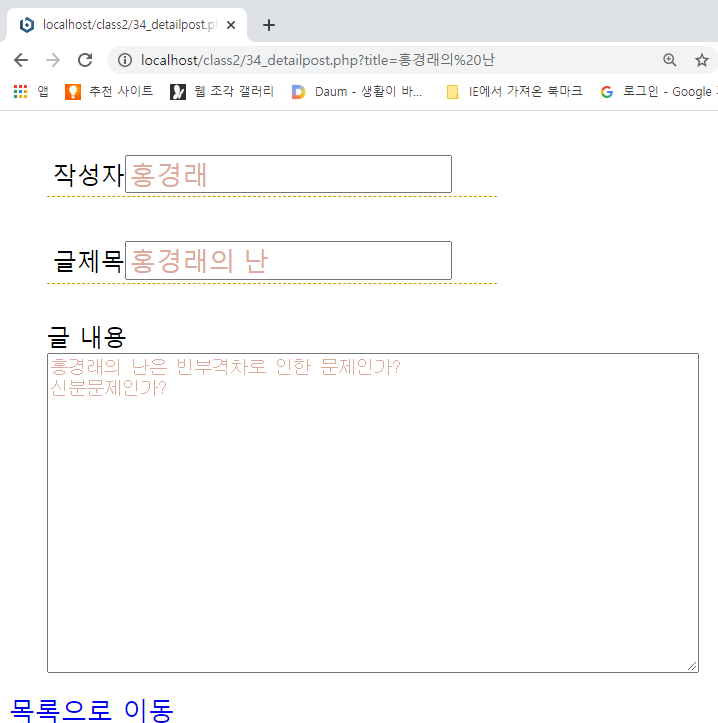 localhost/class2/34_detailpost.p
localhost/class2/34_detailpost.php?title=홍경래의%20난
앱 추천 사이트 웹 조각 갤러리 Daum - 생활이 바... IE에서 가져온 북마크 로그인 - Google
작성자 홍경래
글제목 홍경래의 난
글 내용
홍경래의 난은 빈부격차로 인한 문제인가?
신분문제인가?
목록으로 이동